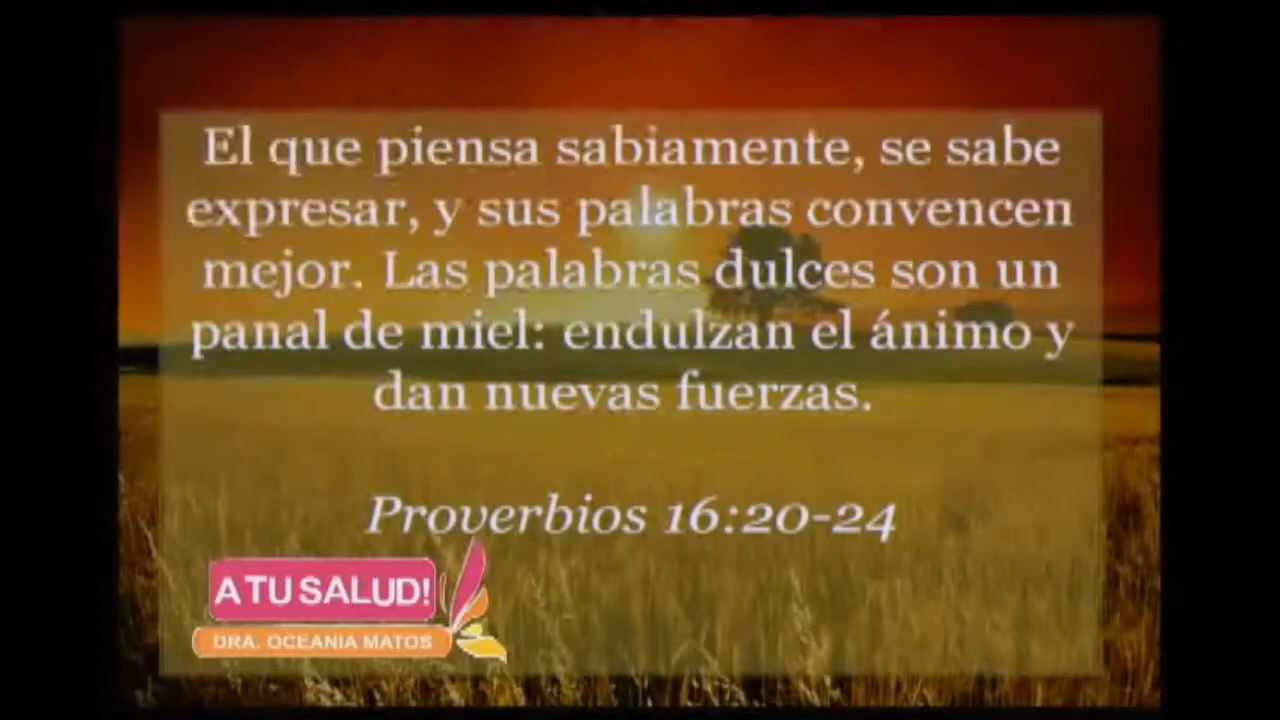 El que piensa sabiamente, se sabe
expresar, y sus palabras convencen
mejor. Las palabras dulces son un
panal de miel: endulzan el ánimo y
dan nuevas fuerzas.
Proverbios 16:20-24
A TU SALUD!
DRA. OCEANIA MATOS